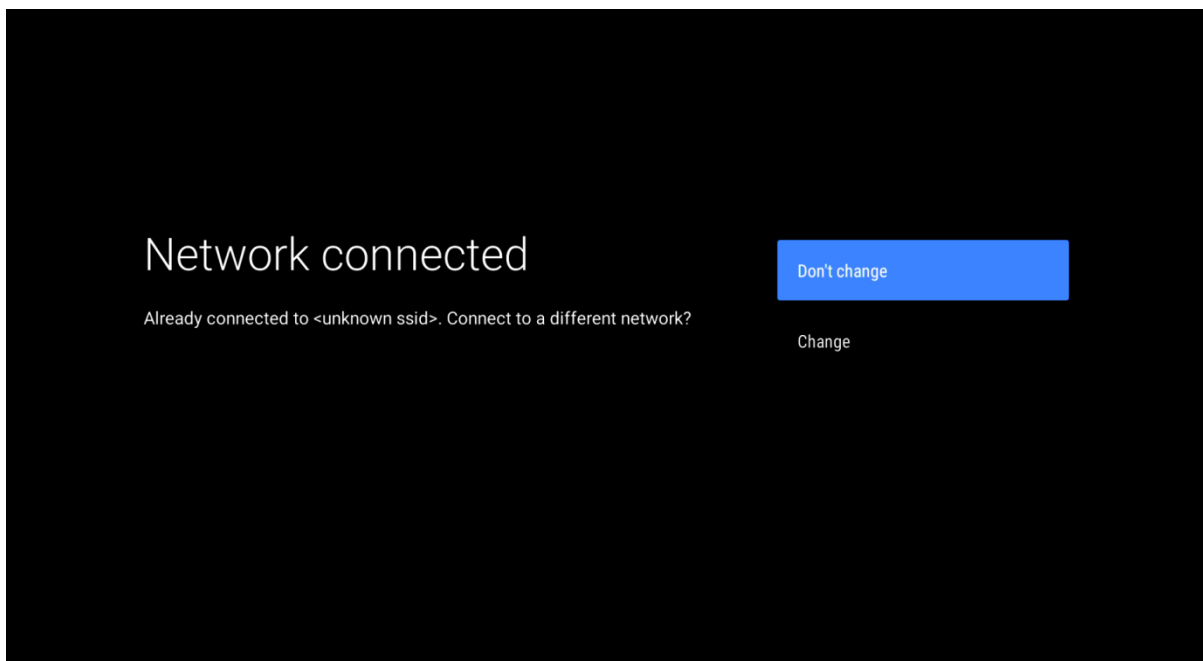 Network connected
Already connected to <unknown ssid>. Connect to a different network?
Don't change
Change